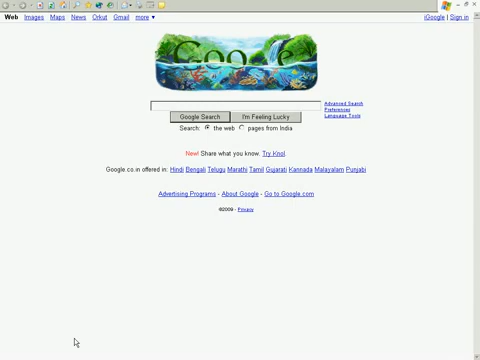 Web Images Maps News Orkut Gmail more ▼ iGoogle | Sign in
Google
Advanced Search
Preferences
Language Tools
Google Search I'm Feeling Lucky
Search: the web pages from India
New! Share what you know. Try Knol.
Google.co.in offered in: Hindi Bengali Telugu Marathi Tamil Gujarati Kannada Malayalam Punjabi
Advertising Programs - About Google - Go to Google.com
©2009 - Privacy